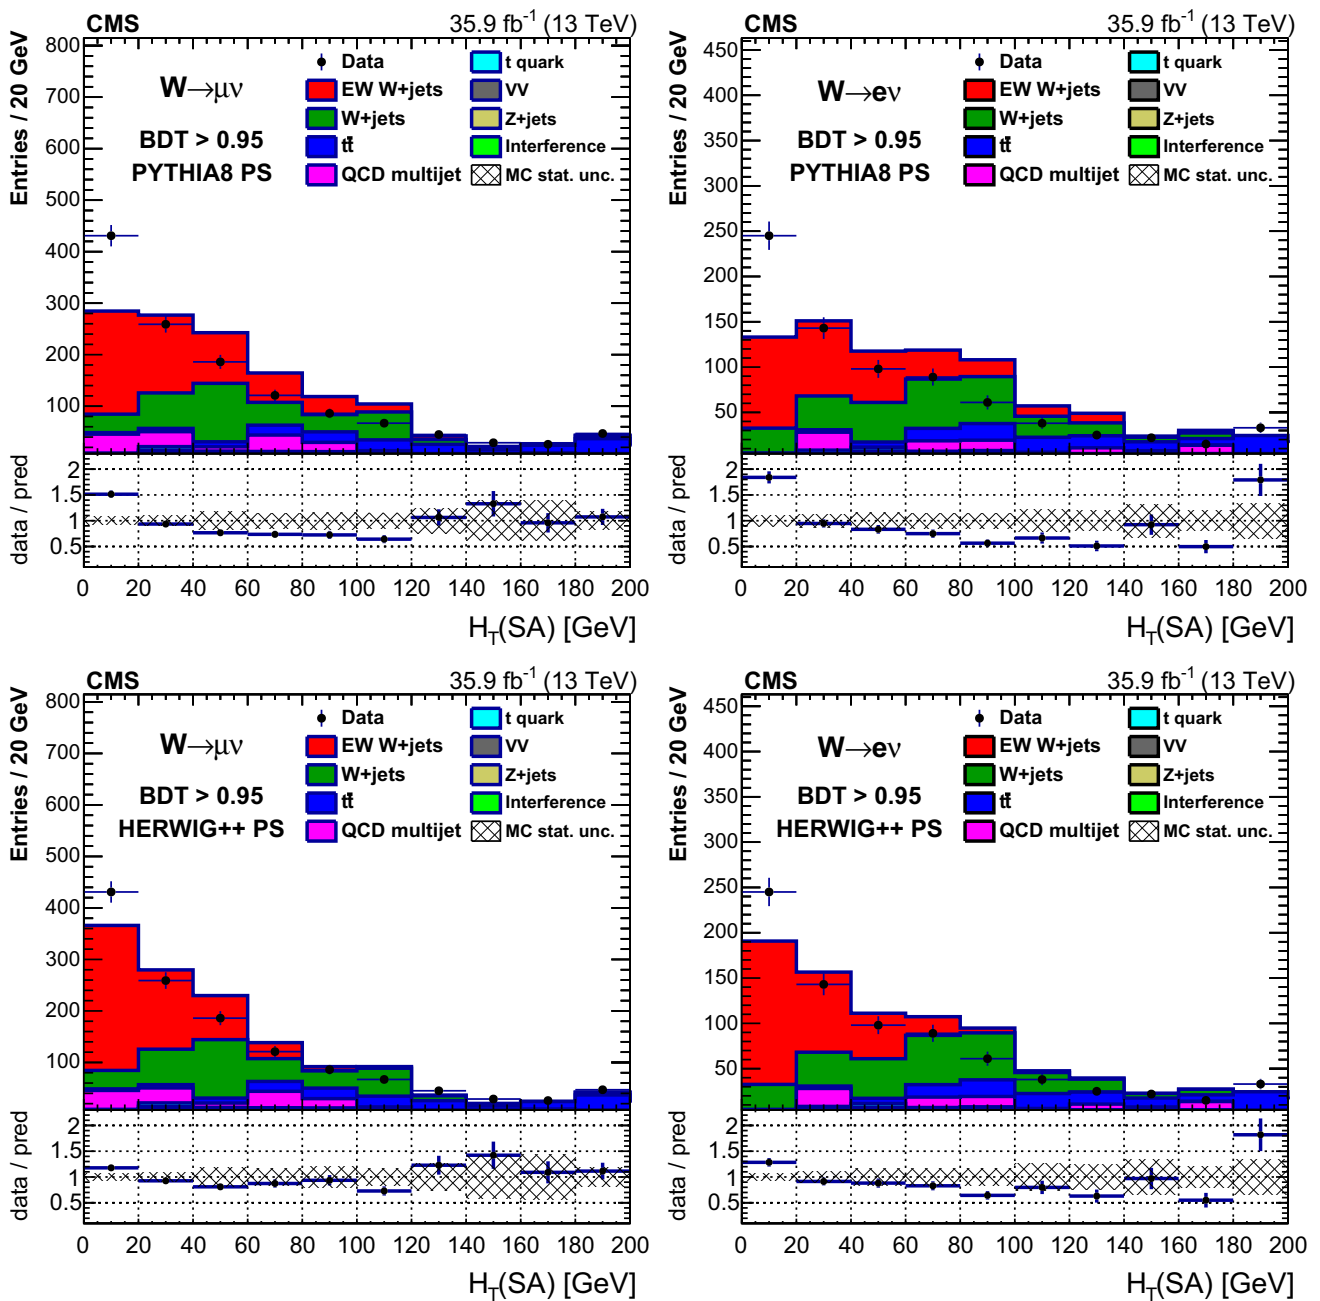 CMS 35.9 fb⁻¹ (13 TeV)
Entries / 20 GeV
800
700
600
500
400
300
200
100
W→μν
BDT > 0.95
PYTHIA8 PS
Data
EW W+jets
W+jets
tt̄
QCD multijet
t quark
VV
Z+jets
Interference
MC stat. unc.
data / pred
2
1.5
1
0.5
0 20 40 60 80 100 120 140 160 180 200
H_T(SA) [GeV]
CMS 35.9 fb⁻¹ (13 TeV)
Entries / 20 GeV
450
400
350
300
250
200
150
100
50
W→eν
BDT > 0.95
PYTHIA8 PS
Data
EW W+jets
W+jets
tt̄
QCD multijet
t quark
VV
Z+jets
Interference
MC stat. unc.
data / pred
2
1.5
1
0.5
0 20 40 60 80 100 120 140 160 180 200
H_T(SA) [GeV]
CMS 35.9 fb⁻¹ (13 TeV)
Entries / 20 GeV
800
700
600
500
400
300
200
100
W→μν
BDT > 0.95
HERWIG++ PS
Data
EW W+jets
W+jets
tt̄
QCD multijet
t quark
VV
Z+jets
Interference
MC stat. unc.
data / pred
2
1.5
1
0.5
0 20 40 60 80 100 120 140 160 180 200
H_T(SA) [GeV]
CMS 35.9 fb⁻¹ (13 TeV)
Entries / 20 GeV
450
400
350
300
250
200
150
100
50
W→eν
BDT > 0.95
HERWIG++ PS
Data
EW W+jets
W+jets
tt̄
QCD multijet
t quark
VV
Z+jets
Interference
MC stat. unc.
data / pred
2
1.5
1
0.5
0 20 40 60 80 100 120 140 160 180 200
H_T(SA) [GeV]